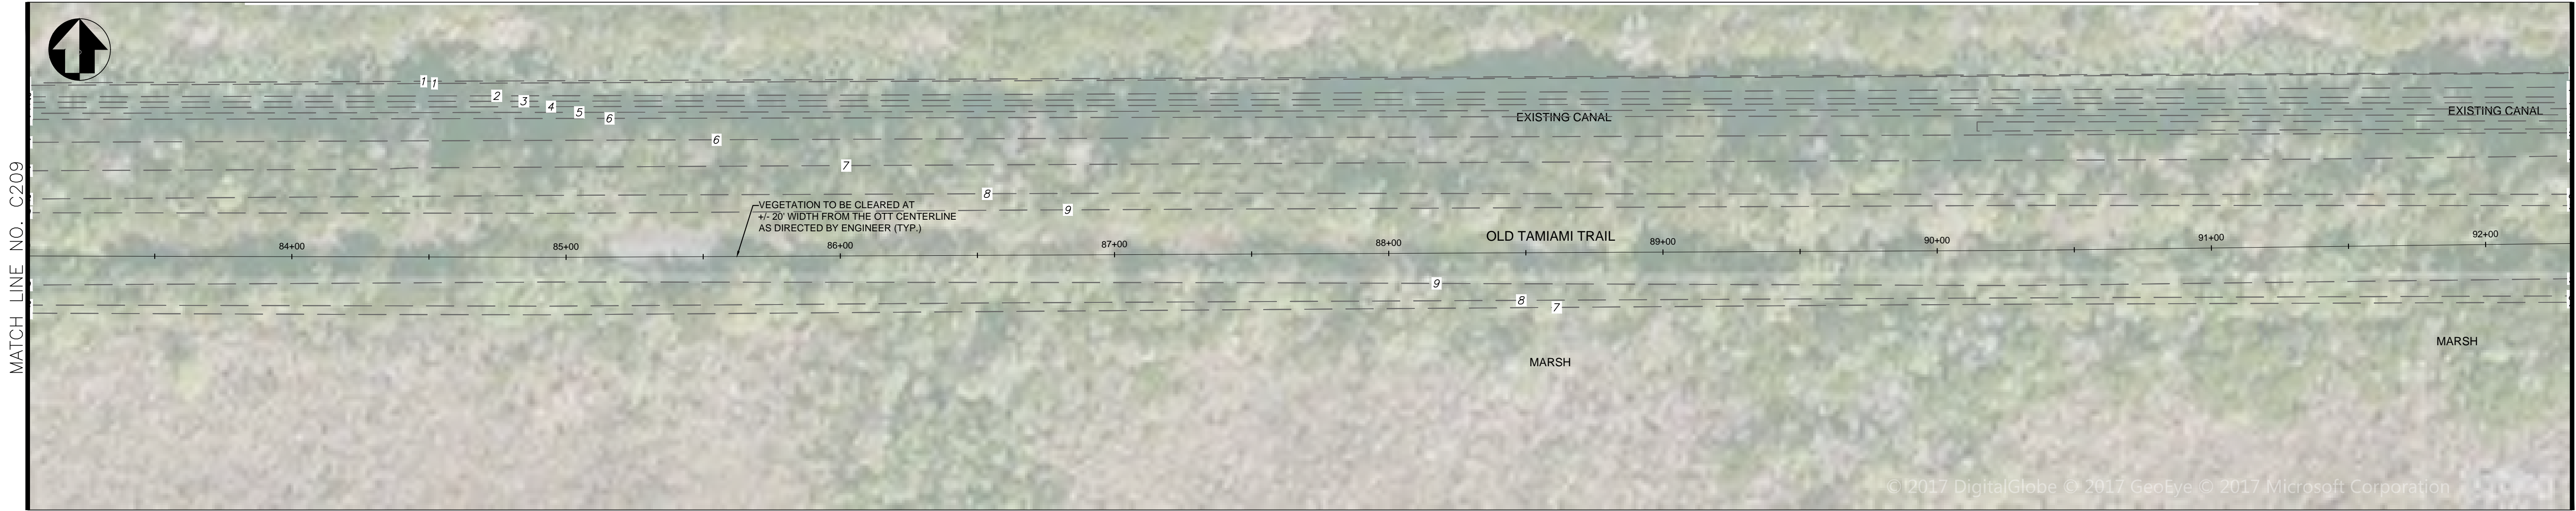 1 1
2
3
4
5
6
6
7
8
9
EXISTING CANAL
EXISTING CANAL
VEGETATION TO BE CLEARED AT
+/- 20' WIDTH FROM THE OTT CENTERLINE
AS DIRECTED BY ENGINEER (TYP.)
MATCH LINE NO. C209
OLD TAMIAMI TRAIL
84+00
85+00
86+00
87+00
88+00
89+00
90+00
91+00
92+00
9
8
7
MARSH
MARSH
© 2017 DigitalGlobe © 2017 GeoEye © 2017 Microsoft Corporation